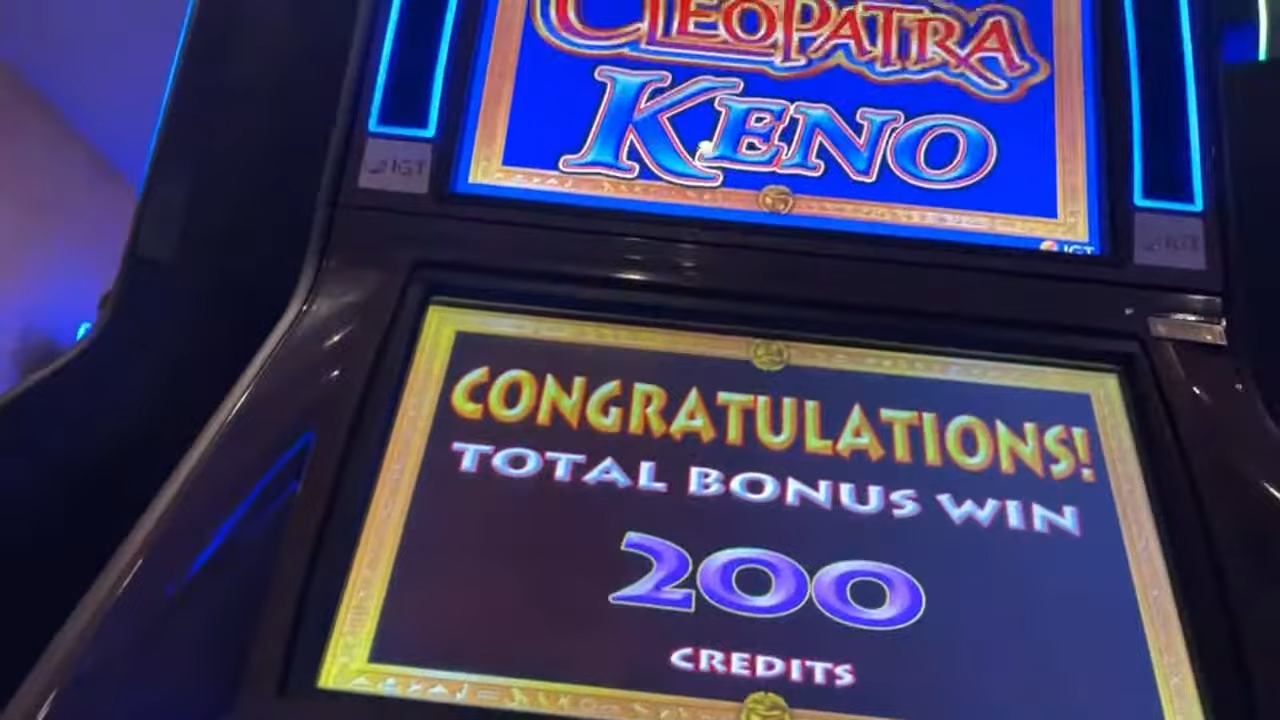 CLEOPATRA
KENO
IGT
IGT
IGT
CONGRATULATIONS!
TOTAL BONUS WIN
200
CREDITS